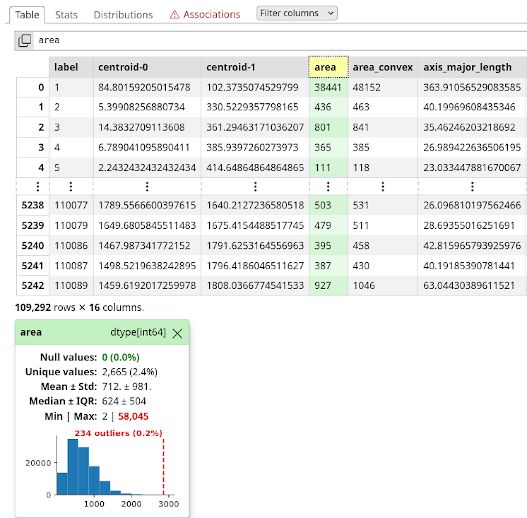 Table Stats Distributions Associations Filter columns
area
label centroid-0 centroid-1 area area_convex axis_major_length
0 1 84.80159205015478 102.3735074529799 38441 48152 363.91056529083585
1 2 5.39908256880734 330.5229357798165 436 463 40.19969608435346
2 3 14.3832709113608 361.29463171036207 801 841 35.46246203218692
3 4 6.789041095890411 385.9397260273973 365 385 26.989422636506195
4 5 2.2432432432432434 414.64864864864865 111 118 23.033447881670067
⋮ ⋮ ⋮ ⋮ ⋮ ⋮ ⋮
5238 110077 1789.5566600397615 1640.2127236580518 503 531 26.096810197562466
5239 110079 1649.6805845511483 1675.4154488517745 479 511 28.69355016251691
5240 110086 1467.987341772152 1791.6253164556963 395 458 42.815965793925976
5241 110087 1498.5219638242895 1796.4186046511627 387 430 40.19185390781441
5242 110089 1459.6192017259978 1808.0366774541533 927 1046 63.04430389611521
109,292 rows × 16 columns.
area dtype[int64]
Null values: 0 (0.0%)
Unique values: 2,665 (2.4%)
Mean ± Std: 712. ± 981.
Median ± IQR: 624 ± 504
Min | Max: 2 | 58,045
234 outliers (0.2%)
20000
0
1000 2000 3000